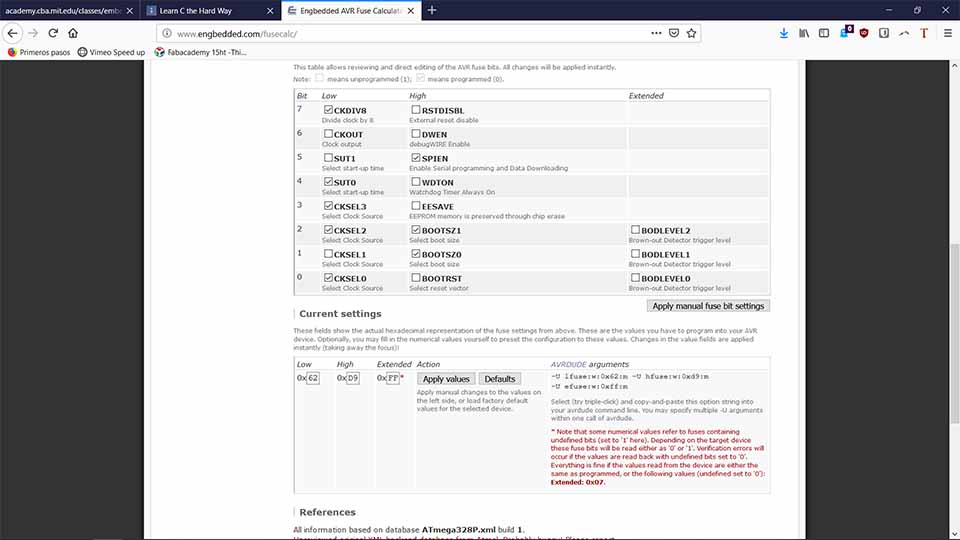 academy.cba.mit.edu/classes/embe
Learn C the Hard Way
Engbedded AVR Fuse Calculat
www.engbedded.com/fusecalc/
0
T
Primeros pasos
Vimeo Speed up
Fabacademy 15ht -Thi...
This table allows reviewing and direct editing of the AVR fuse bits. All changes will be applied instantly.
Note: means unprogrammed (1); means programmed (0).
Bit Low High Extended
7 CKDIV8 RSTDISBL
Divide clock by 8 External reset disable
6 CKOUT DWEN
Clock output debugWIRE Enable
5 SUT1 SPIEN
Select start-up time Enable Serial programming and Data Downloading
4 SUT0 WDTON
Select start-up time Watchdog Timer Always On
3 CKSEL3 EESAVE
Select Clock Source EEPROM memory is preserved through chip erase
2 CKSEL2 BOOTSZ1 BODLEVEL2
Select Clock Source Select boot size Brown-out Detector trigger level
1 CKSEL1 BOOTSZ0 BODLEVEL1
Select Clock Source Select boot size Brown-out Detector trigger level
0 CKSEL0 BOOTRST BODLEVEL0
Select Clock Source Select reset vector Brown-out Detector trigger level
Apply manual fuse bit settings
Current settings
These fields show the actual hexadecimal representation of the fuse settings from above. These are the values you have to program into your AVR
device. Optionally, you may fill in the numerical values yourself to preset the configuration to these values. Changes in the value fields are applied
instantly (taking away the focus)!
Low High Extended Action AVRDUDE arguments
0x62 0xD9 0xFF* Apply values Defaults
Apply manual changes to the values on
the left side, or load factory default
values for the selected device.
-U lfuse:w:0x62:m -U hfuse:w:0xd9:m
-U efuse:w:0xff:m
Select (try triple-click) and copy-and-paste this option string into
your avrdude command line. You may specify multiple -U arguments
within one call of avrdude.
* Note that some numerical values refer to fuses containing
undefined bits (set to '1' here). Depending on the target device
these fuse bits will be read either as '0' or '1'. Verification errors will
occur if the values are read back with undefined bits set to '0'.
Everything is fine if the values read from the device are either the
same as programmed, or the following values (undefined set to '0'):
Extended: 0x07.
References
All information based on database ATmega328P.xml build 1.